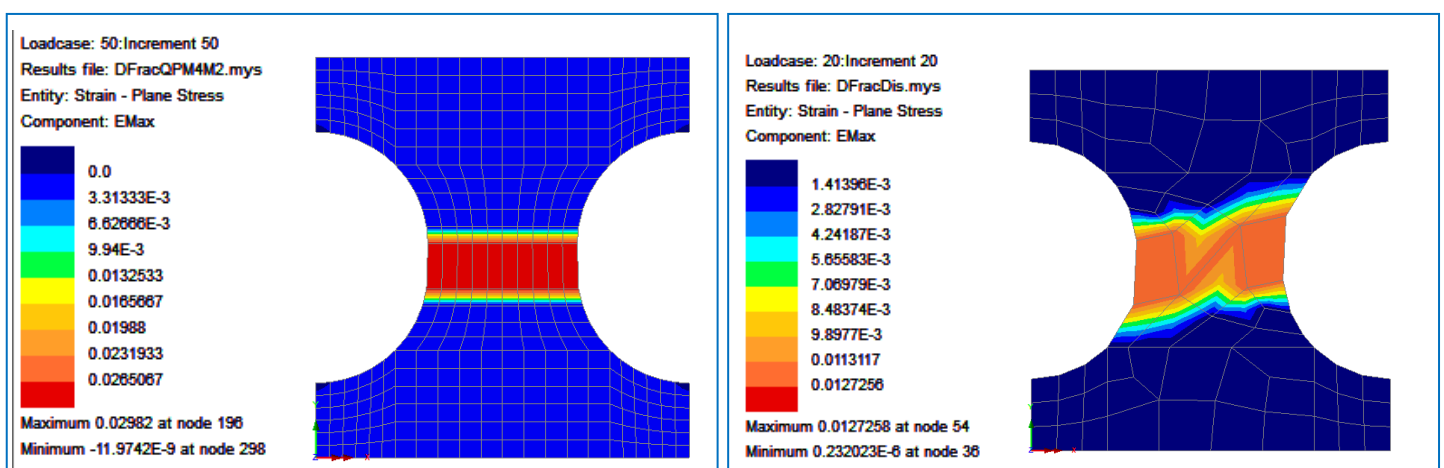 Loadcase: 50:Increment 50
Results file: DFracQPM4M2.mys
Entity: Strain - Plane Stress
Component: EMax
0.0
3.31333E-3
6.62666E-3
9.94E-3
0.0132533
0.0165667
0.01988
0.0231933
0.0265067
Maximum 0.02982 at node 196
Minimum -11.9742E-9 at node 298
Y
Z
X
Loadcase: 20:Increment 20
Results file: DFracDis.mys
Entity: Strain - Plane Stress
Component: EMax
1.41396E-3
2.82791E-3
4.24187E-3
5.65583E-3
7.06979E-3
8.48374E-3
9.8977E-3
0.0113117
0.0127256
Maximum 0.0127258 at node 54
Minimum 0.232023E-6 at node 36
Y
Z
X